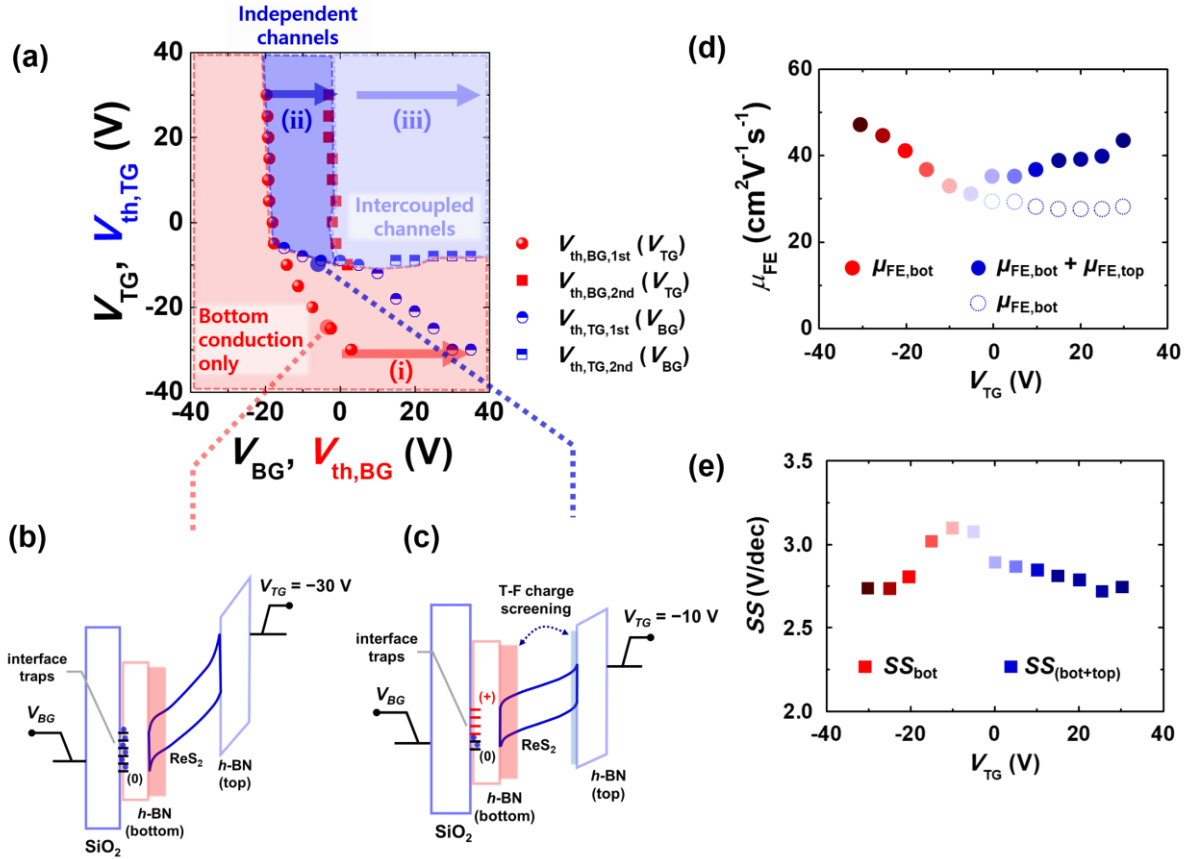 (a)
Independent
channels
V_TG, V_th,TG (V)
40
20
0
-20
-40
(ii)
(iii)
Intercoupled
channels
Bottom
conduction
only
(i)
-40 -20 0 20 40
V_BG, V_th,BG (V)
V_th,BG,1st (V_TG)
V_th,BG,2nd (V_TG)
V_th,TG,1st (V_BG)
V_th,TG,2nd (V_BG)
(b)
V_TG = −30 V
interface
traps
V_BG
(0)
ReS₂
h-BN
(top)
h-BN
(bottom)
SiO₂
(c)
T-F charge
screening
V_TG = −10 V
interface
traps
V_BG
(+)
(0)
ReS₂
h-BN
(top)
h-BN
(bottom)
SiO₂
(d)
μ_FE (cm²V⁻¹s⁻¹)
60
40
20
0
μ_FE,bot
μ_FE,bot + μ_FE,top
μ_FE,bot
-40 -20 0 20 40
V_TG (V)
(e)
SS (V/dec)
3.5
3.0
2.5
2.0
SS_bot
SS_(bot+top)
-40 -20 0 20 40
V_TG (V)